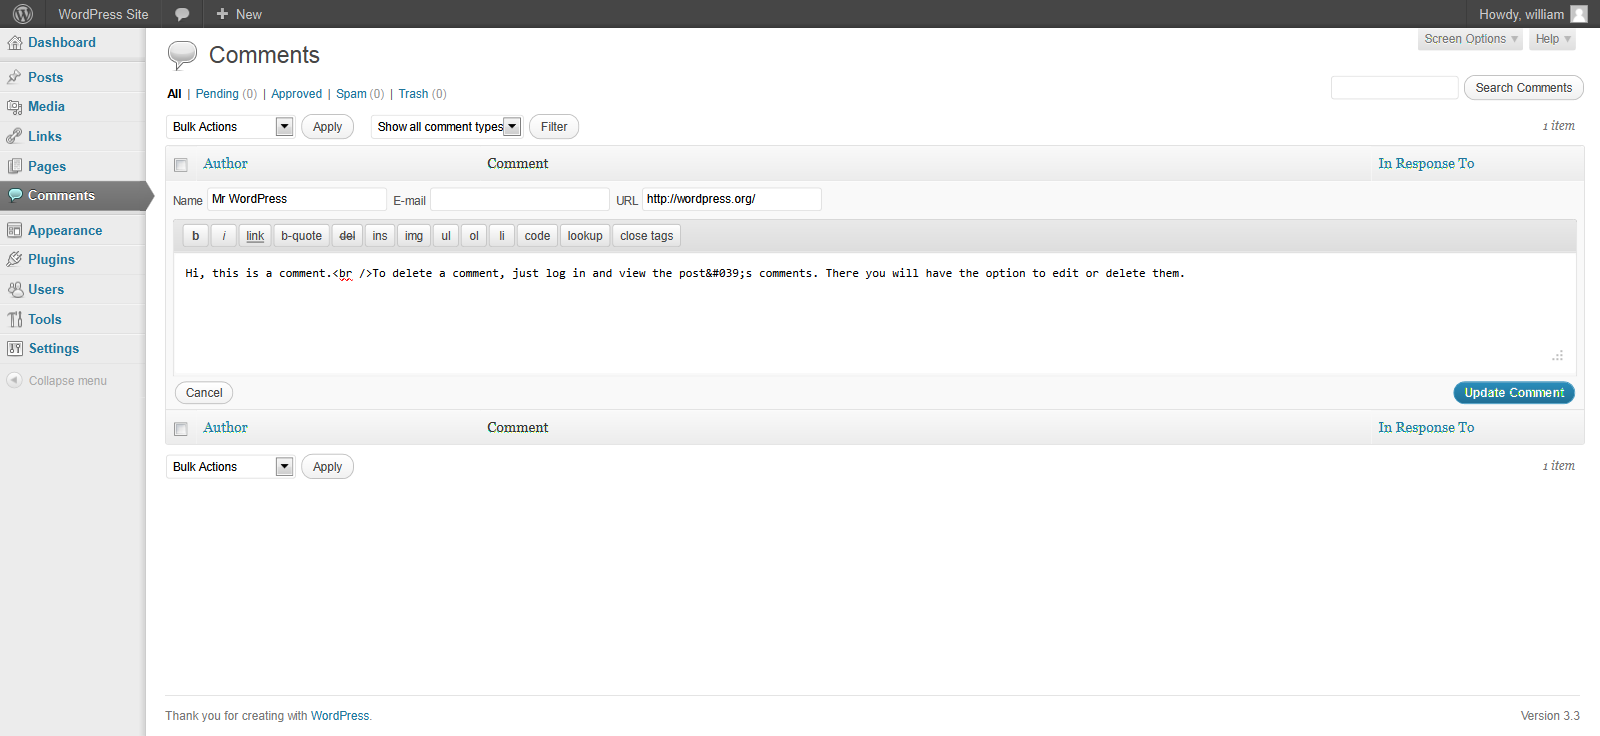 WordPress Site New Howdy, william
Dashboard
Posts
Media
Links
Pages
Comments
Appearance
Plugins
Users
Tools
Settings
Collapse menu
Screen Options Help
Comments
All | Pending (0) | Approved | Spam (0) | Trash (0)
Search Comments
Bulk Actions Apply Show all comment types Filter 1 item
Author Comment In Response To
Name Mr WordPress E-mail URL http://wordpress.org/
b i link b-quote del ins img ul ol li code lookup close tags
Hi, this is a comment.<br />To delete a comment, just log in and view the post&#039;s comments. There you will have the option to edit or delete them.
Cancel Update Comment
Author Comment In Response To
Bulk Actions Apply 1 item
Thank you for creating with WordPress. Version 3.3